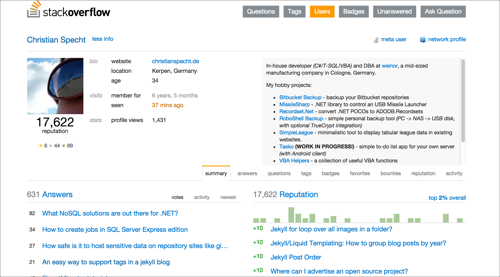 stackoverflow
Questions
Tags
Users
Badges
Unanswered
Ask Question
Christian Specht less info
meta user
network profile
bio website christianspecht.de
location Kerpen, Germany
age 34
visits member for 6 years, 5 months
seen 37 mins ago
stats profile views 1,431
17,622
reputation
In-house developer (C#/T-SQL/VBA) and DBA at weinor, a mid-sized
manufacturing company in Cologne, Germany.
My hobby projects:
• Bitbucket Backup - backup your Bitbucket repositories
• MissileSharp - .NET library to control an USB Missile Launcher
• Recordset.Net - convert .NET POCOs to ADODB.Recordsets
• RoboShell Backup - simple personal backup tool (PC -> NAS -> USB disk,
with optional TrueCrypt integration)
• SimpleLeague - minimalistic tool to display tabular league data in existing
websites.
• Tasko (WORK IN PROGRESS!) - simple to-do list app for your own server
(with Android client)
• VBA Helpers - a collection of useful VBA functions
summary answers questions tags badges favorites bounties reputation activity
631 Answers
votes activity newest
82 What NoSQL solutions are out there for .NET?
34 How to create jobs in SQL Server Express edition
27 How safe is it to host sensitive data on repository sites like gi…
21 An easy way to support tags in a jekyll blog
17,622 Reputation
top 2% overall
+10 Jekyll for loop over all images in a folder?
+10 Jekyll/Liquid Templating: How to group blog posts by year?
+10 Jekyll Post Order
+10 Where can I advertise an open source project?